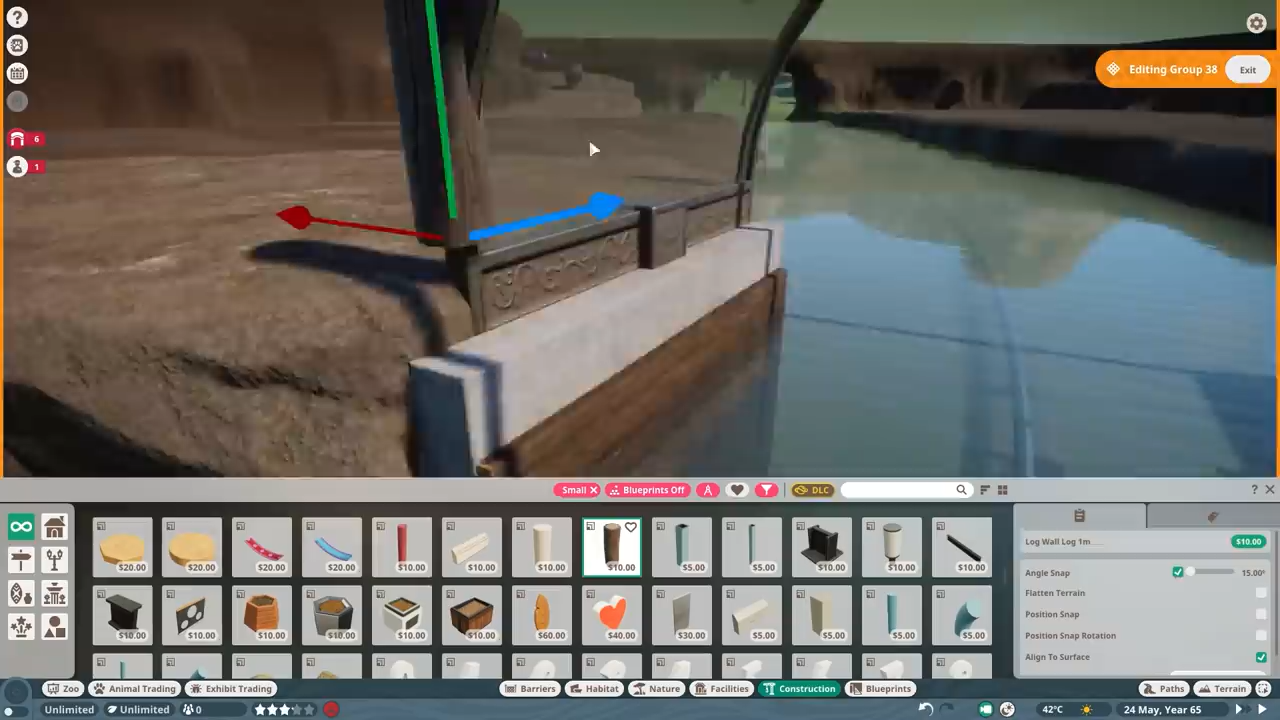 ?
Editing Group 38
Exit
6
1
Small ✕
Blueprints Off
DLC
? ✕
$20.00 $20.00 $20.00 $20.00 $10.00 $10.00 $10.00 $10.00 $5.00 $5.00 $10.00 $10.00 $10.00
$10.00 $10.00 $10.00 $10.00 $10.00 $10.00 $60.00 $40.00 $30.00 $5.00 $5.00 $5.00 $5.00
Log Wall Log 1m
$10.00
Angle Snap
15.00°
Flatten Terrain
Position Snap
Position Snap Rotation
Align To Surface
Zoo
Animal Trading
Exhibit Trading
Barriers
Habitat
Nature
Facilities
Construction
Blueprints
Paths
Terrain
Unlimited
Unlimited
0
42°C
24 May, Year 65